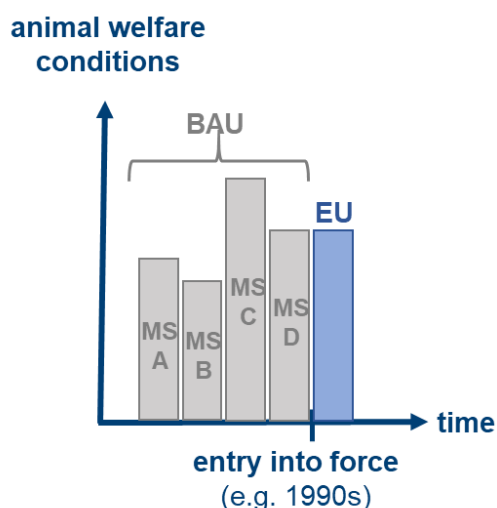 animal welfare
conditions
BAU
EU
MS
A
MS
B
MS
C
MS
D
time
entry into force
(e.g. 1990s)